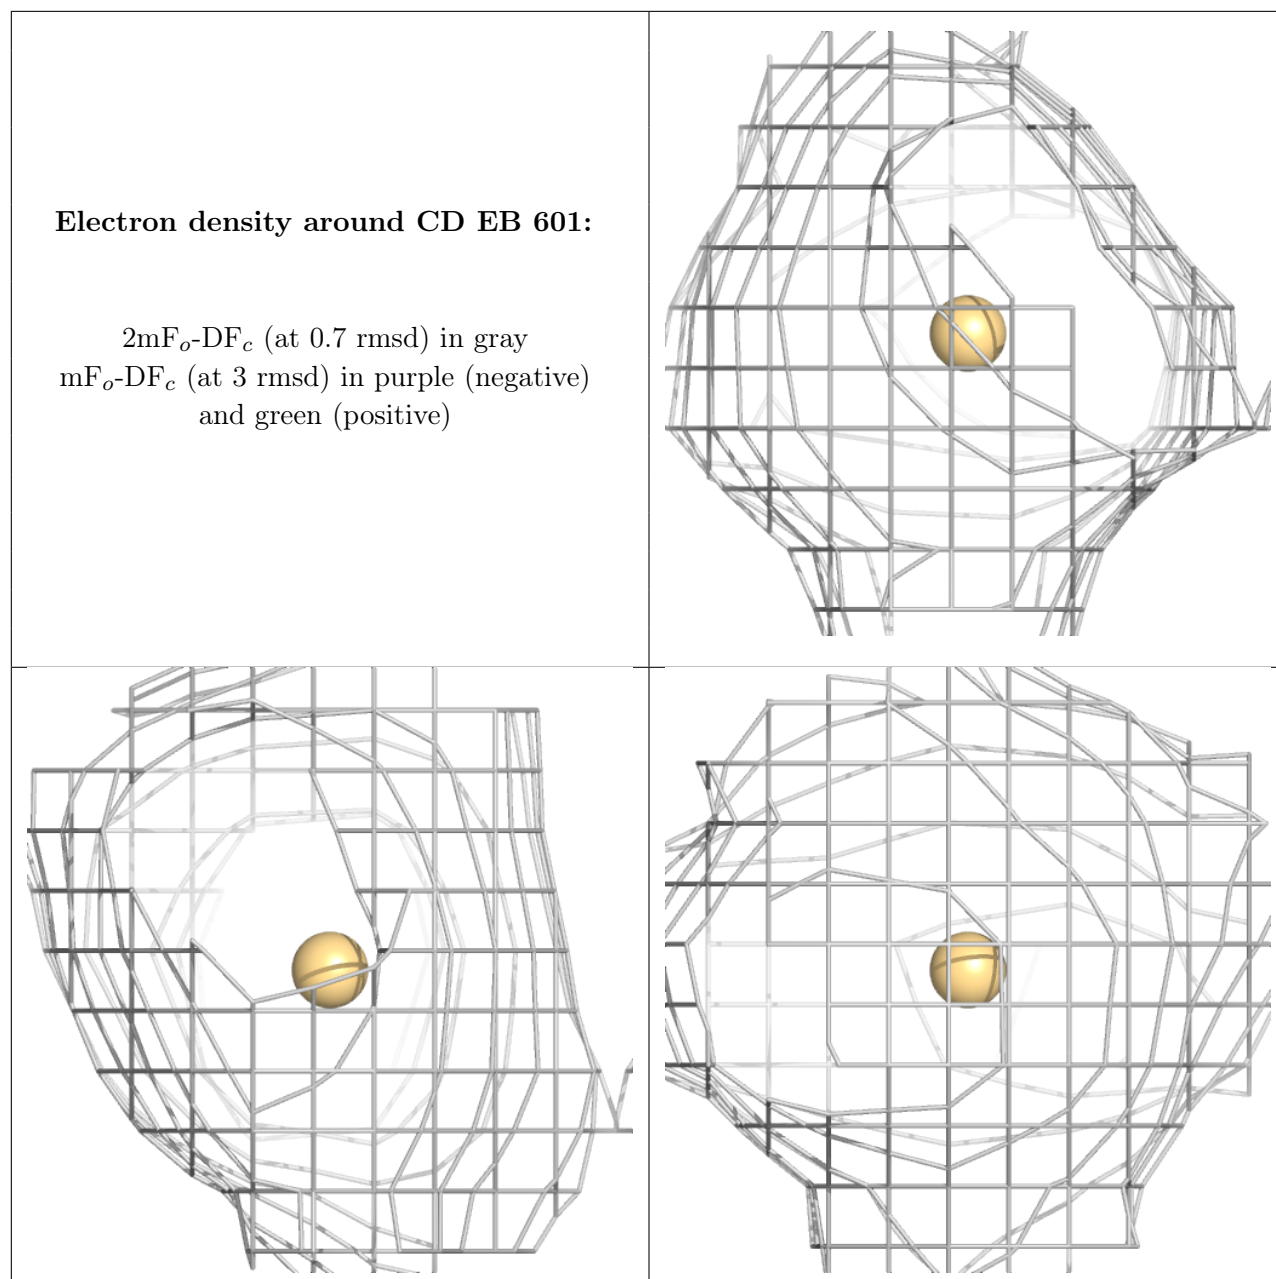 Electron density around CD EB 601:
2mFo-DFc (at 0.7 rmsd) in gray
mFo-DFc (at 3 rmsd) in purple (negative)
and green (positive)